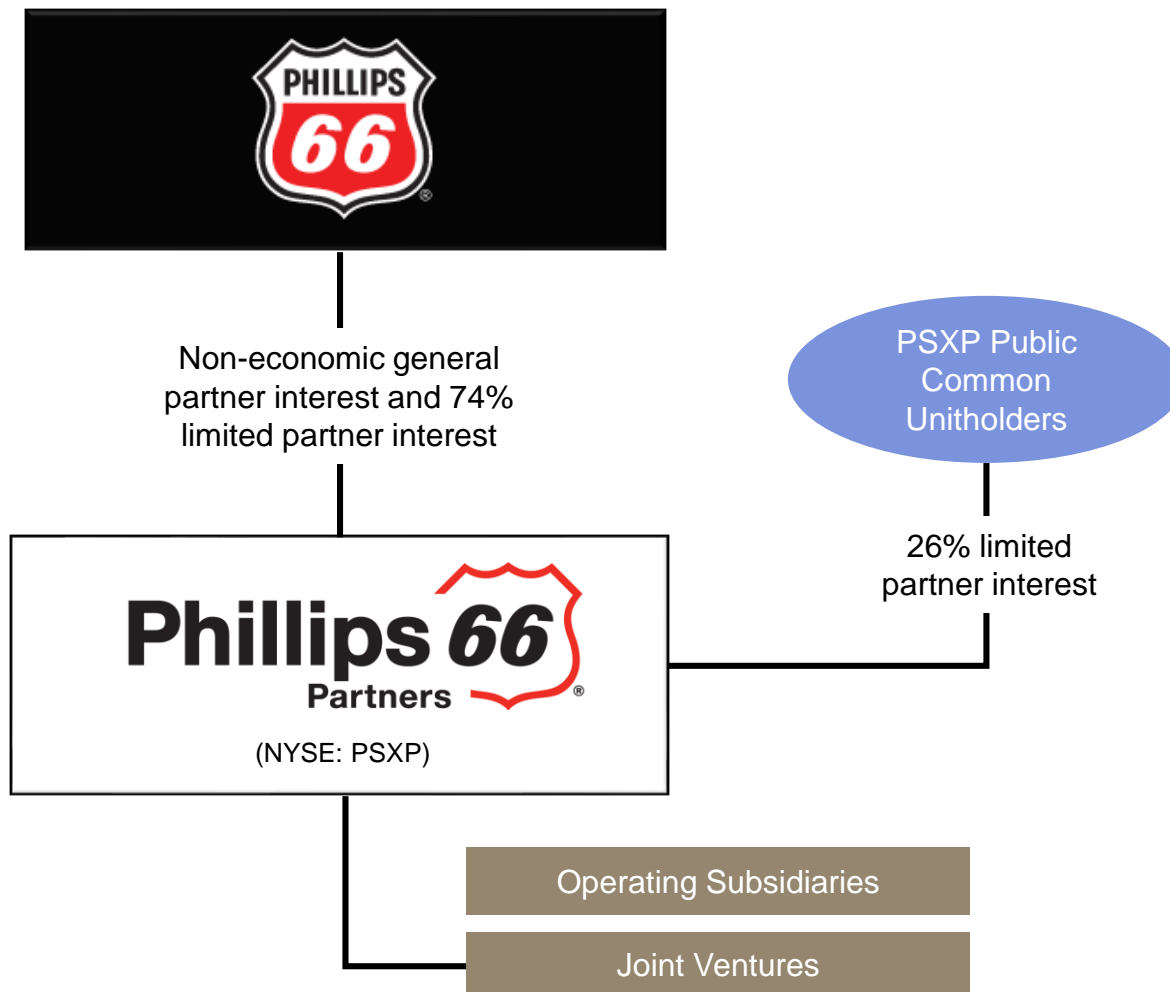 PHILLIPS
66
®
Non-economic general
partner interest and 74%
limited partner interest
PSXP Public
Common
Unitholders
26% limited
partner interest
Phillips 66
Partners ®
(NYSE: PSXP)
Operating Subsidiaries
Joint Ventures